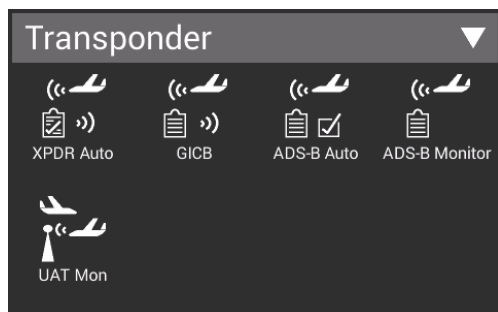 Transponder
XPDR Auto
GICB
ADS-B Auto
ADS-B Monitor
UAT Mon